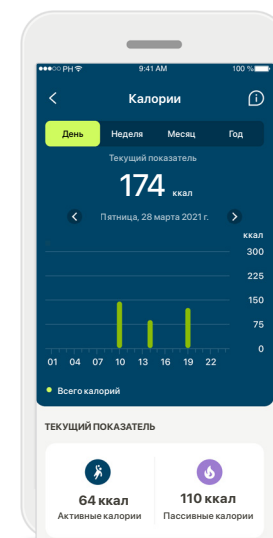 PH 9:41 AM 100 %
Калории
День Неделя Месяц Год
Текущий показатель
174 ккал
Пятница, 28 марта 2021 г.
ккал
300
225
150
75
0
01 04 07 10 13 16 19 22
Всего калорий
ТЕКУЩИЙ ПОКАЗАТЕЛЬ
64 ккал 110 ккал
Активные калории Пассивные калории